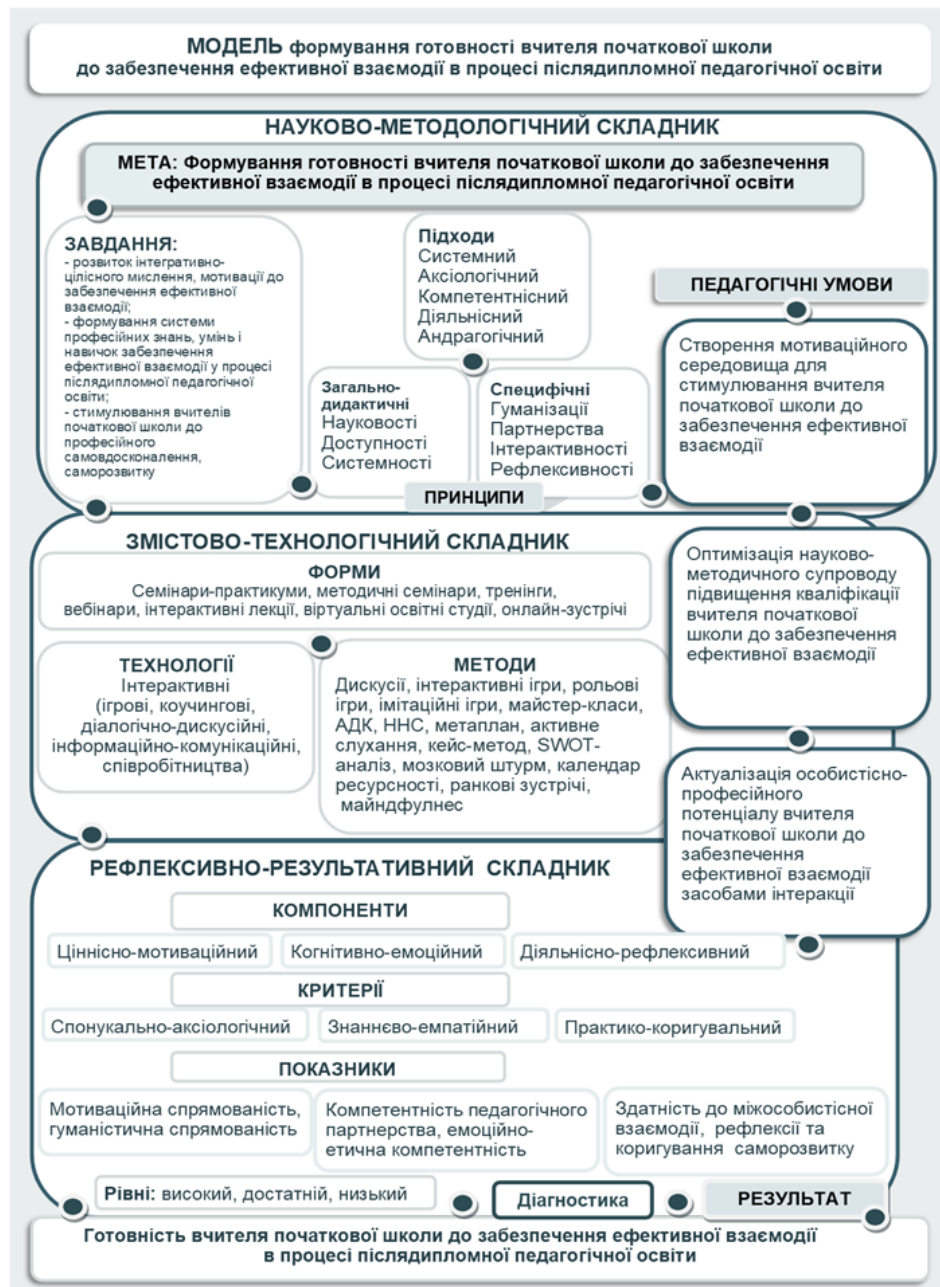 МОДЕЛЬ формування готовності вчителя початкової школи
до забезпечення ефективної взаємодії в процесі післядипломної педагогічної освіти
НАУКОВО-МЕТОДОЛОГІЧНИЙ СКЛАДНИК
МЕТА: Формування готовності вчителя початкової школи до забезпечення
ефективної взаємодії в процесі післядипломної педагогічної освіти
ЗАВДАННЯ:
- розвиток інтегративно-
цілісного мислення, мотивації до
забезпечення ефективної
взаємодії;
- формування системи
професійних знань, умінь і
навичок забезпечення
ефективної взаємодії у процесі
післядипломної педагогічної
освіти;
- стимулювання вчителів
початкової школи до
професійного
самовдосконалення,
саморозвитку
Підходи
Системний
Аксіологічний
Компетентнісний
Діяльнісний
Андрагогічний
Загально-
дидактичні
Науковості
Доступності
Системності
Специфічні
Гуманізації
Партнерства
Інтерактивності
Рефлексивності
ПРИНЦИПИ
ПЕДАГОГІЧНІ УМОВИ
Створення мотиваційного
середовища для
стимулювання вчителя
початкової школи до
забезпечення ефективної
взаємодії
Оптимізація науково-
методичного супроводу
підвищення кваліфікації
вчителя початкової
школи до забезпечення
ефективної взаємодії
Актуалізація особистісно-
професійного
потенціалу вчителя
початкової школи до
забезпечення
ефективної взаємодії
засобами інтеракції
ЗМІСТОВО-ТЕХНОЛОГІЧНИЙ СКЛАДНИК
ФОРМИ
Семінари-практикуми, методичні семінари, тренінги,
вебінари, інтерактивні лекції, віртуальні освітні студії, онлайн-зустрічі
ТЕХНОЛОГІЇ
Інтерактивні
(ігрові, коучингові,
діалогічно-дискусійні,
інформаційно-комунікаційні,
співробітництва)
МЕТОДИ
Дискусії, інтерактивні ігри, рольові
ігри, імітаційні ігри, майстер-класи,
АДК, ННС, метаплан, активне
слухання, кейс-метод, SWOT-
аналіз, мозковий штурм, календар
ресурсності, ранкові зустрічі,
майндфулнес
РЕФЛЕКСИВНО-РЕЗУЛЬТАТИВНИЙ СКЛАДНИК
КОМПОНЕНТИ
Ціннісно-мотиваційний
Когнітивно-емоційний
Діяльнісно-рефлексивний
КРИТЕРІЇ
Спонукально-аксіологічний
Знаннєво-емпатійний
Практико-коригувальний
ПОКАЗНИКИ
Мотиваційна спрямованість,
гуманістична спрямованість
Компетентність педагогічного
партнерства, емоційно-
етична компетентність
Здатність до міжособистісної
взаємодії, рефлексії та
коригування саморозвитку
Рівні: високий, достатній, низький
Діагностика
РЕЗУЛЬТАТ
Готовність вчителя початкової школи до забезпечення ефективної взаємодії
в процесі післядипломної педагогічної освіти